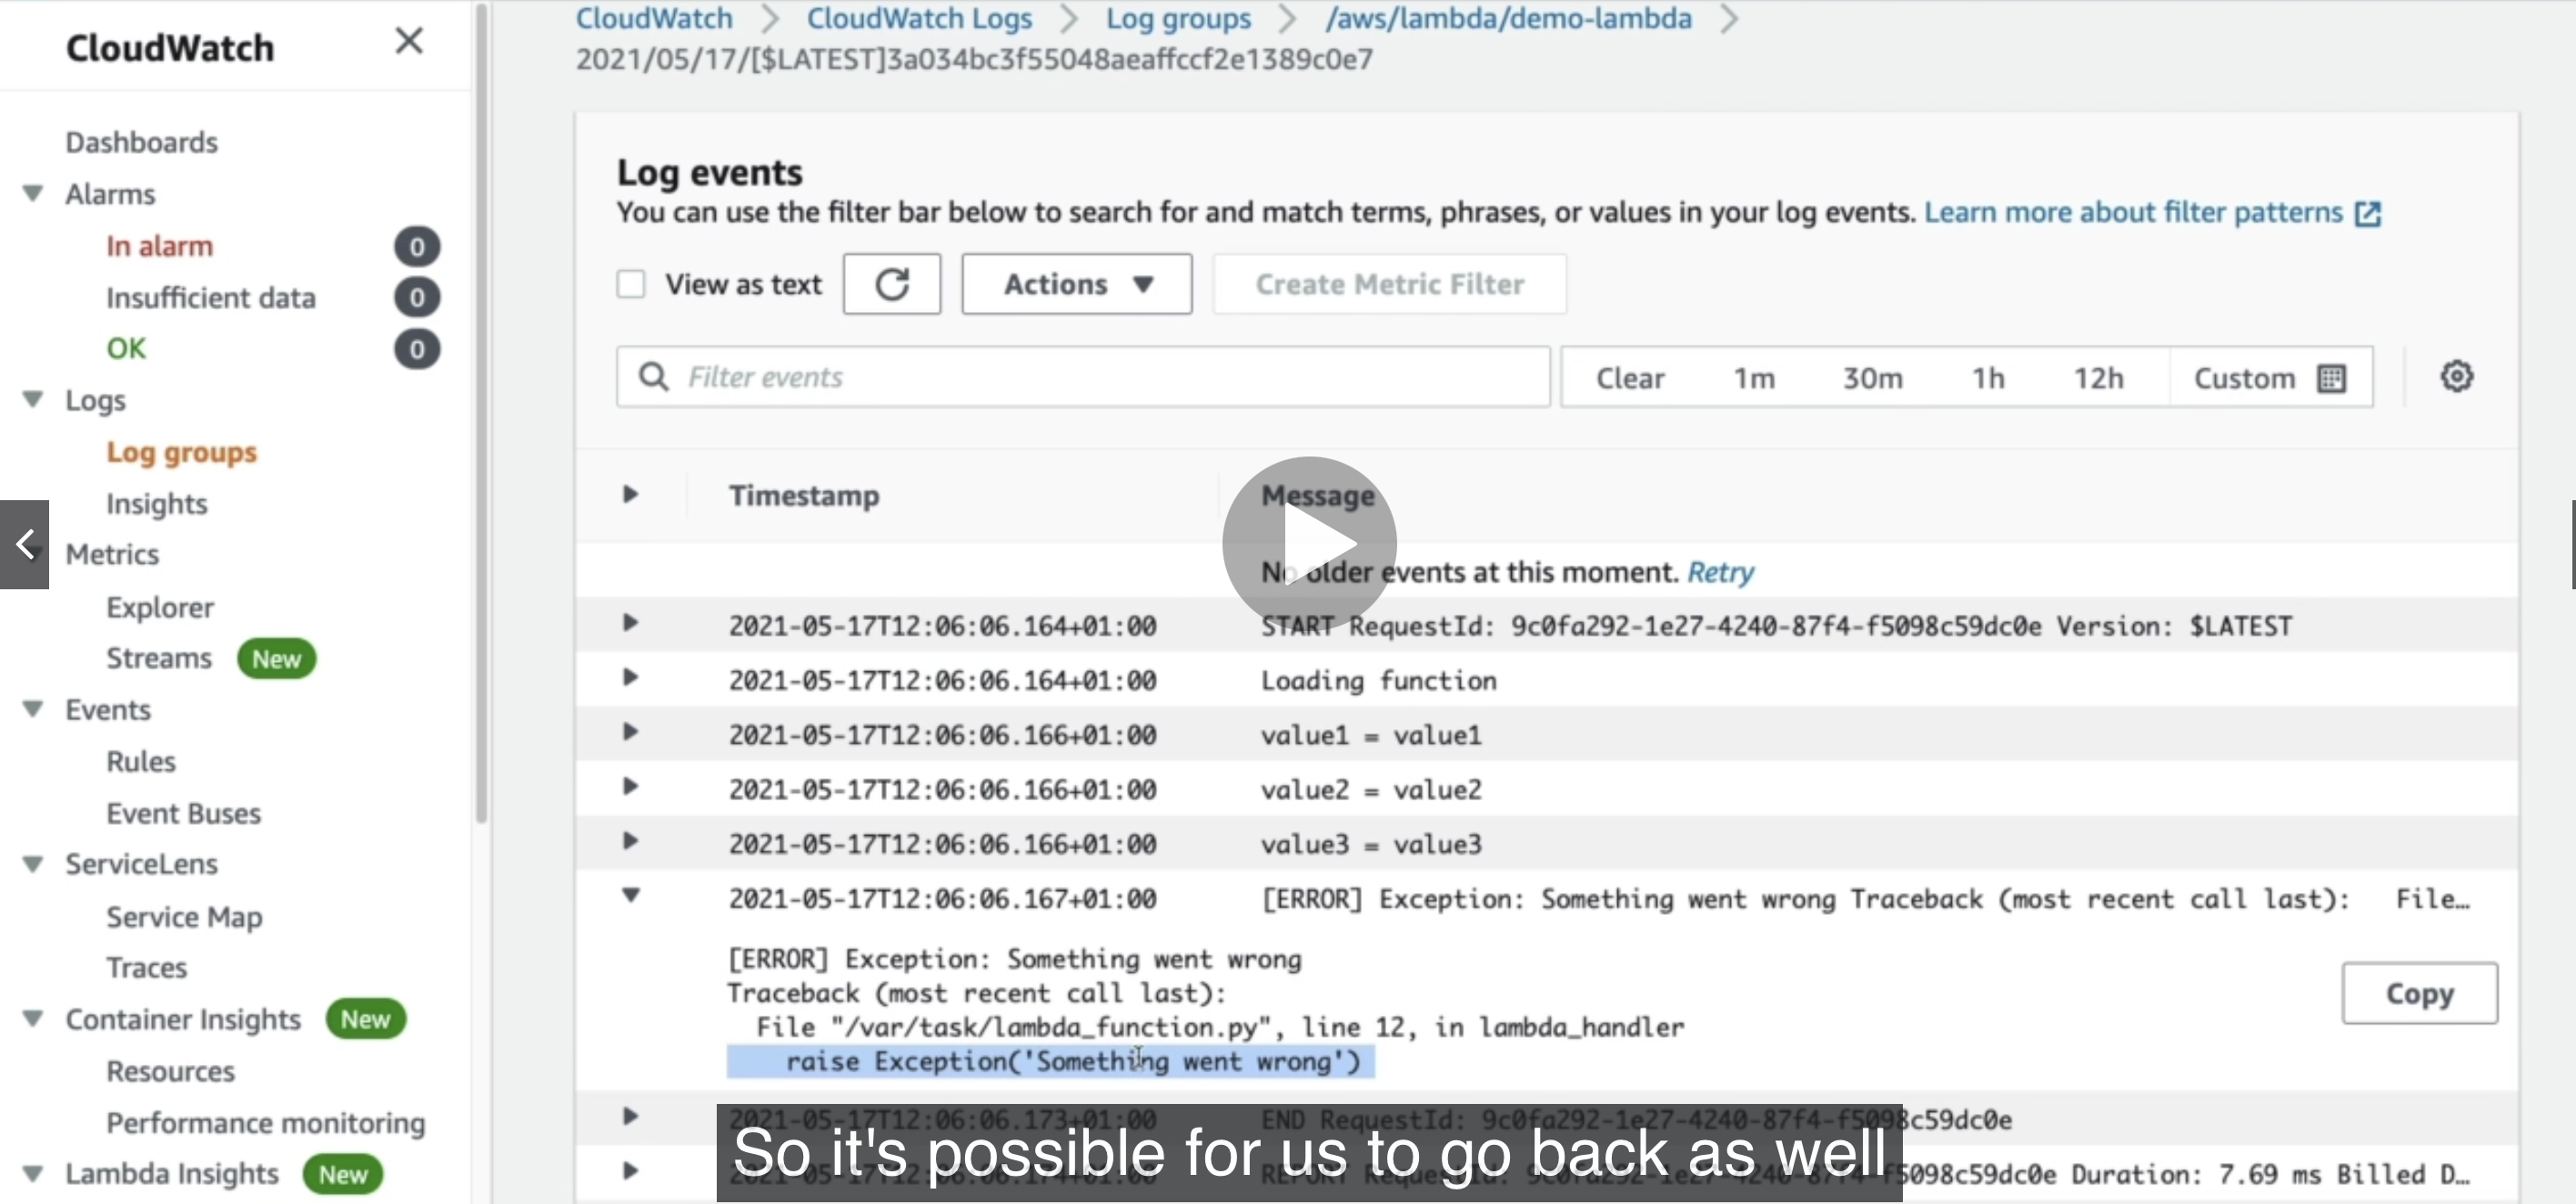 CloudWatch
Dashboards
Alarms
In alarm 0
Insufficient data 0
OK 0
Logs
Log groups
Insights
Metrics
Explorer
Streams New
Events
Rules
Event Buses
ServiceLens
Service Map
Traces
Container Insights New
Resources
Performance monitoring
Lambda Insights New
CloudWatch CloudWatch Logs Log groups /aws/lambda/demo-lambda
2021/05/17/[$LATEST]3a034bc3f55048aeaffccf2e1389c0e7
Log events
You can use the filter bar below to search for and match terms, phrases, or values in your log events. Learn more about filter patterns
View as text Actions Create Metric Filter
Filter events Clear 1m 30m 1h 12h Custom
Timestamp Message
No older events at this moment. Retry
2021-05-17T12:06:06.164+01:00 START RequestId: 9c0fa292-1e27-4240-87f4-f5098c59dc0e Version: $LATEST
2021-05-17T12:06:06.164+01:00 Loading function
2021-05-17T12:06:06.166+01:00 value1 = value1
2021-05-17T12:06:06.166+01:00 value2 = value2
2021-05-17T12:06:06.166+01:00 value3 = value3
2021-05-17T12:06:06.167+01:00 [ERROR] Exception: Something went wrong Traceback (most recent call last): File…
[ERROR] Exception: Something went wrong
Traceback (most recent call last):
File "/var/task/lambda_function.py", line 12, in lambda_handler
raise Exception('Something went wrong')
Copy
2021-05-17T12:06:06.173+01:00 END RequestId: 9c0fa292-1e27-4240-87f4-f5098c59dc0e
So it's possible for us to go back as well
REPORT RequestId: 9c0fa292-1e27-4240-87f4-f5098c59dc0e Duration: 7.69 ms Billed D…